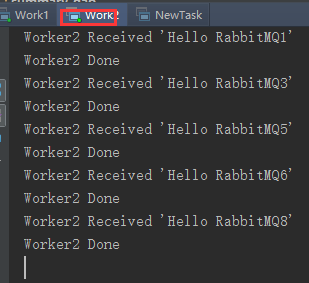 Work1 Work2 NewTask
Worker2 Received 'Hello RabbitMQ1'
Worker2 Done
Worker2 Received 'Hello RabbitMQ3'
Worker2 Done
Worker2 Received 'Hello RabbitMQ5'
Worker2 Done
Worker2 Received 'Hello RabbitMQ6'
Worker2 Done
Worker2 Received 'Hello RabbitMQ8'
Worker2 Done